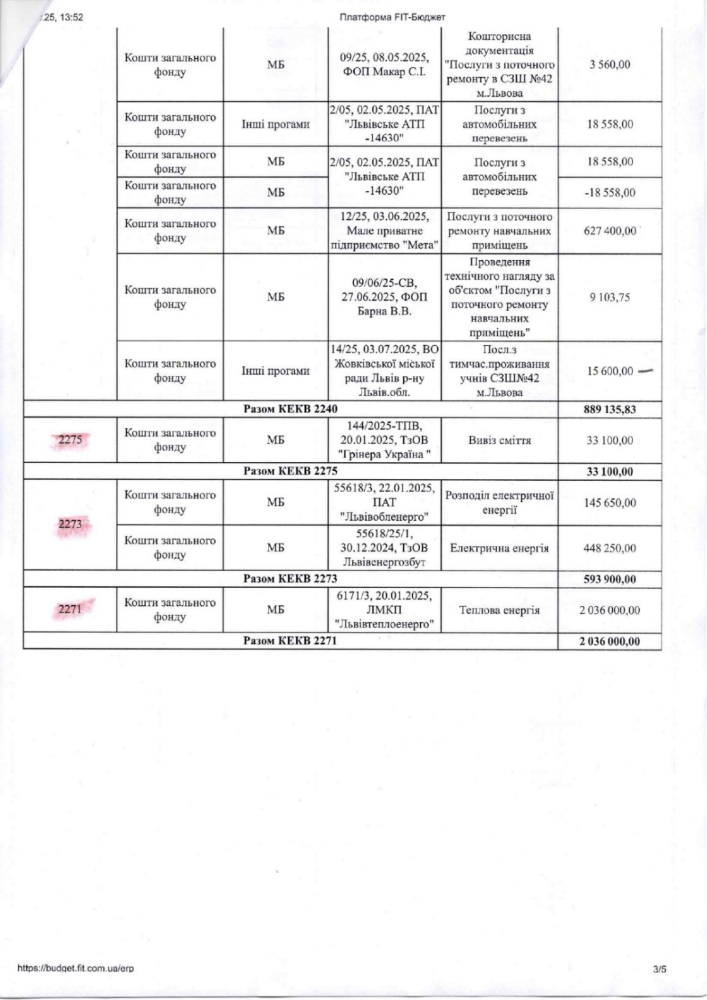 :25, 13:52
Платформа FIT-Бюджет
Кошти загального
фонду
МБ
09/25, 08.05.2025,
ФОП Макар С.І.
Кошторисна
документація
"Послуги з поточного
ремонту в СЗШ №42
м.Львова
3 560,00
Кошти загального
фонду
Інші прогами
2/05, 02.05.2025, ПАТ
"Львівське АТП
-14630"
Послуги з
автомобільних
перевезень
18 558,00
Кошти загального
фонду
МБ
2/05, 02.05.2025, ПАТ
"Львівське АТП
-14630"
Послуги з
автомобільних
перевезень
18 558,00
Кошти загального
фонду
МБ
-18 558,00
Кошти загального
фонду
МБ
12/25, 03.06.2025,
Мале приватне
підприємство "Мета"
Послуги з поточного
ремонту навчальних
приміщень
627 400,00
Кошти загального
фонду
МБ
09/06/25-СВ,
27.06.2025, ФОП
Барна В.В.
Проведення
технічного нагляду за
об'єктом "Послуги з
поточного ремонту
навчальних
приміщень"
9 103,75
Кошти загального
фонду
Інші прогами
14/25, 03.07.2025, ВО
Жовківської міської
ради Львів р-ну
Львів.обл.
Посл.з
тимчас.проживання
учнів СЗШ№42
м.Львова
15 600,00
Разом КЕКВ 2240
889 135,83
2275
Кошти загального
фонду
МБ
144/2025-ТПВ,
20.01.2025, ТзОВ
"Грінера Україна "
Вивіз сміття
33 100,00
Разом КЕКВ 2275
33 100,00
2273
Кошти загального
фонду
МБ
55618/3, 22.01.2025,
ПАТ
"Львівобленерго"
Розподіл електричної
енергії
145 650,00
Кошти загального
фонду
МБ
55618/25/1,
30.12.2024, ТзОВ
Львівенергозбут
Електрична енергія
448 250,00
Разом КЕКВ 2273
593 900,00
2271
Кошти загального
фонду
МБ
6171/3, 20.01.2025,
ЛМКП
"Львівтеплоенерго"
Теплова енергія
2 036 000,00
Разом КЕКВ 2271
2 036 000,00
https://budget.fit.com.ua/erp
3/5